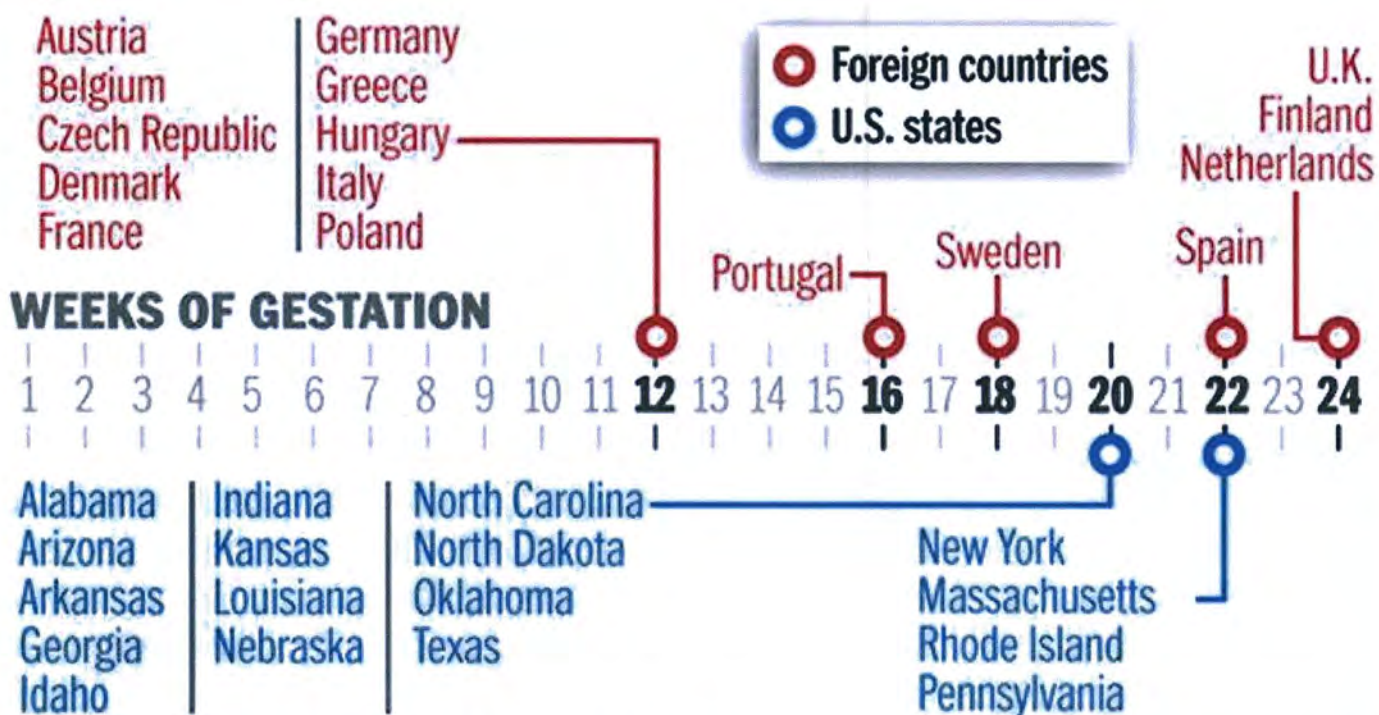 Austria
Belgium
Czech Republic
Denmark
France
Germany
Greece
Hungary
Italy
Poland
Foreign countries
U.S. states
U.K.
Finland
Netherlands
Portugal
Sweden
Spain
WEEKS OF GESTATION
1 2 3 4 5 6 7 8 9 10 11 12 13 14 15 16 17 18 19 20 21 22 23 24
Alabama
Arizona
Arkansas
Georgia
Idaho
Indiana
Kansas
Louisiana
Nebraska
North Carolina
North Dakota
Oklahoma
Texas
New York
Massachusetts
Rhode Island
Pennsylvania